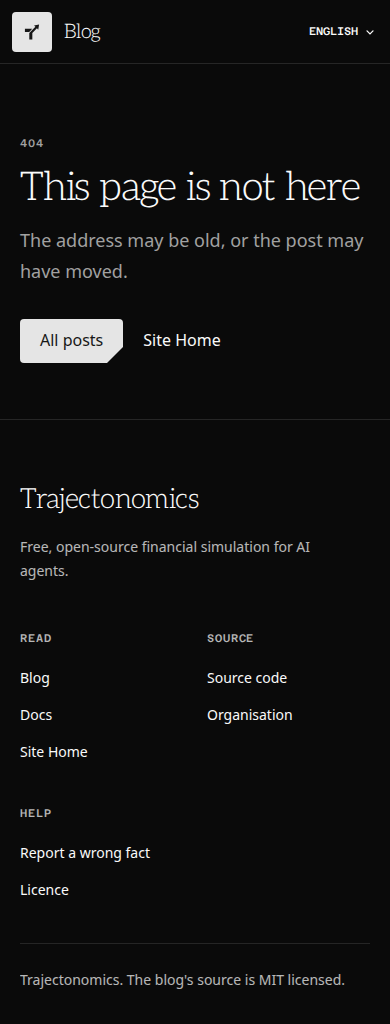 Blog
ENGLISH
404
This page is not here
The address may be old, or the post may
have moved.
All posts
Site Home
Trajectonomics
Free, open-source financial simulation for AI
agents.
READ
Blog
Docs
Site Home
SOURCE
Source code
Organisation
HELP
Report a wrong fact
Licence
Trajectonomics. The blog's source is MIT licensed.